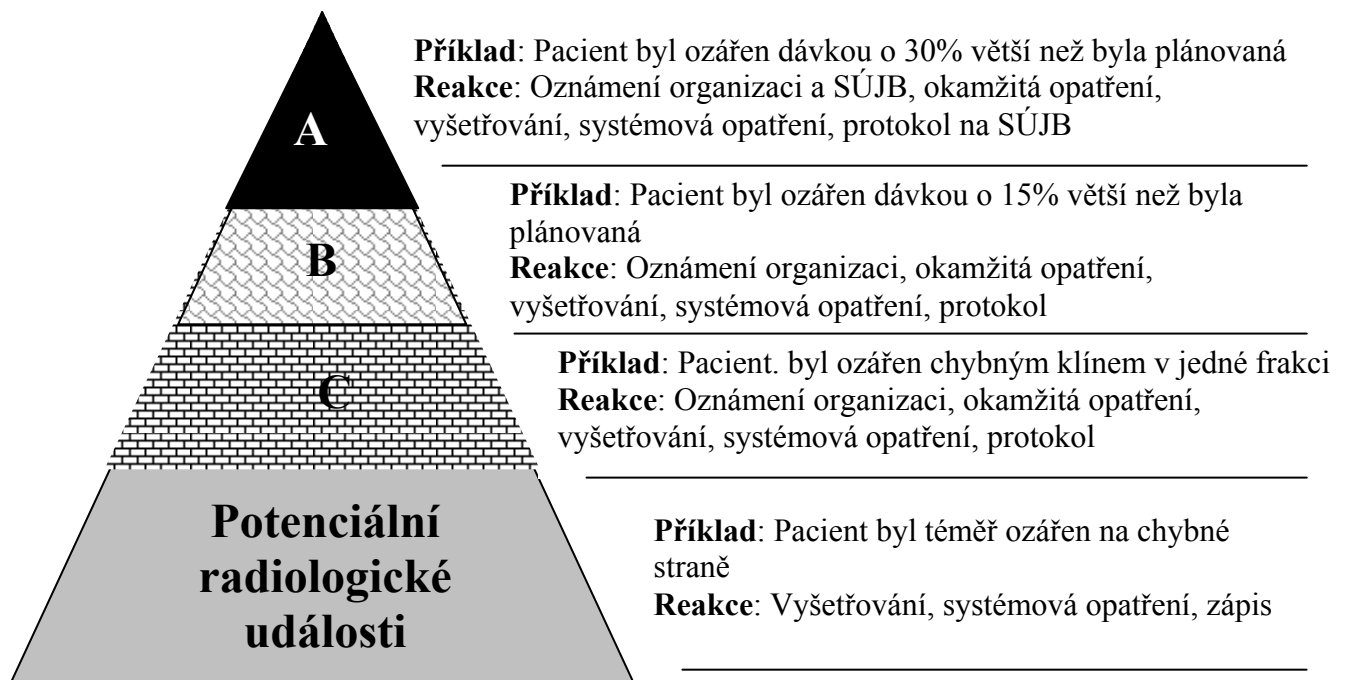 A
Příklad: Pacient byl ozářen dávkou o 30% větší než byla plánovaná
Reakce: Oznámení organizaci a SÚJB, okamžitá opatření,
vyšetřování, systémová opatření, protokol na SÚJB
B
Příklad: Pacient byl ozářen dávkou o 15% větší než byla
plánovaná
Reakce: Oznámení organizaci, okamžitá opatření,
vyšetřování, systémová opatření, protokol
C
Příklad: Pacient. byl ozářen chybným klínem v jedné frakci
Reakce: Oznámení organizaci, okamžitá opatření,
vyšetřování, systémová opatření, protokol
Potenciální
radiologické
události
Příklad: Pacient byl téměř ozářen na chybné
straně
Reakce: Vyšetřování, systémová opatření, zápis